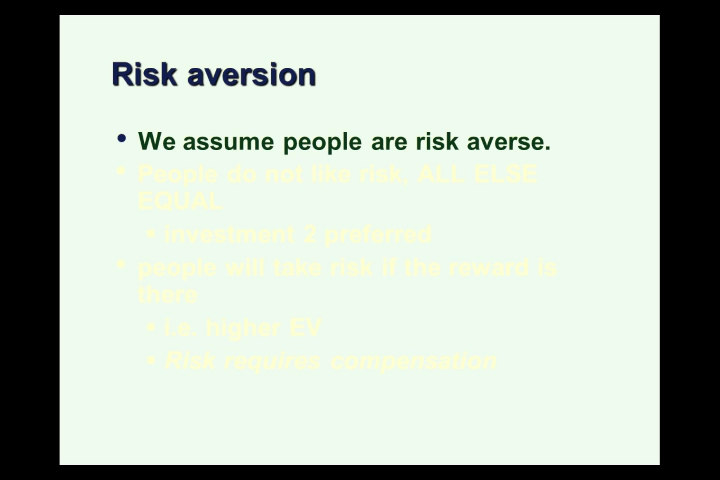 Risk aversion
• We assume people are risk averse.
• People do not like risk, ALL ELSE
EQUAL
• investment 2 preferred
• people will take risk if the reward is
there
• i.e. higher EV
• Risk requires compensation